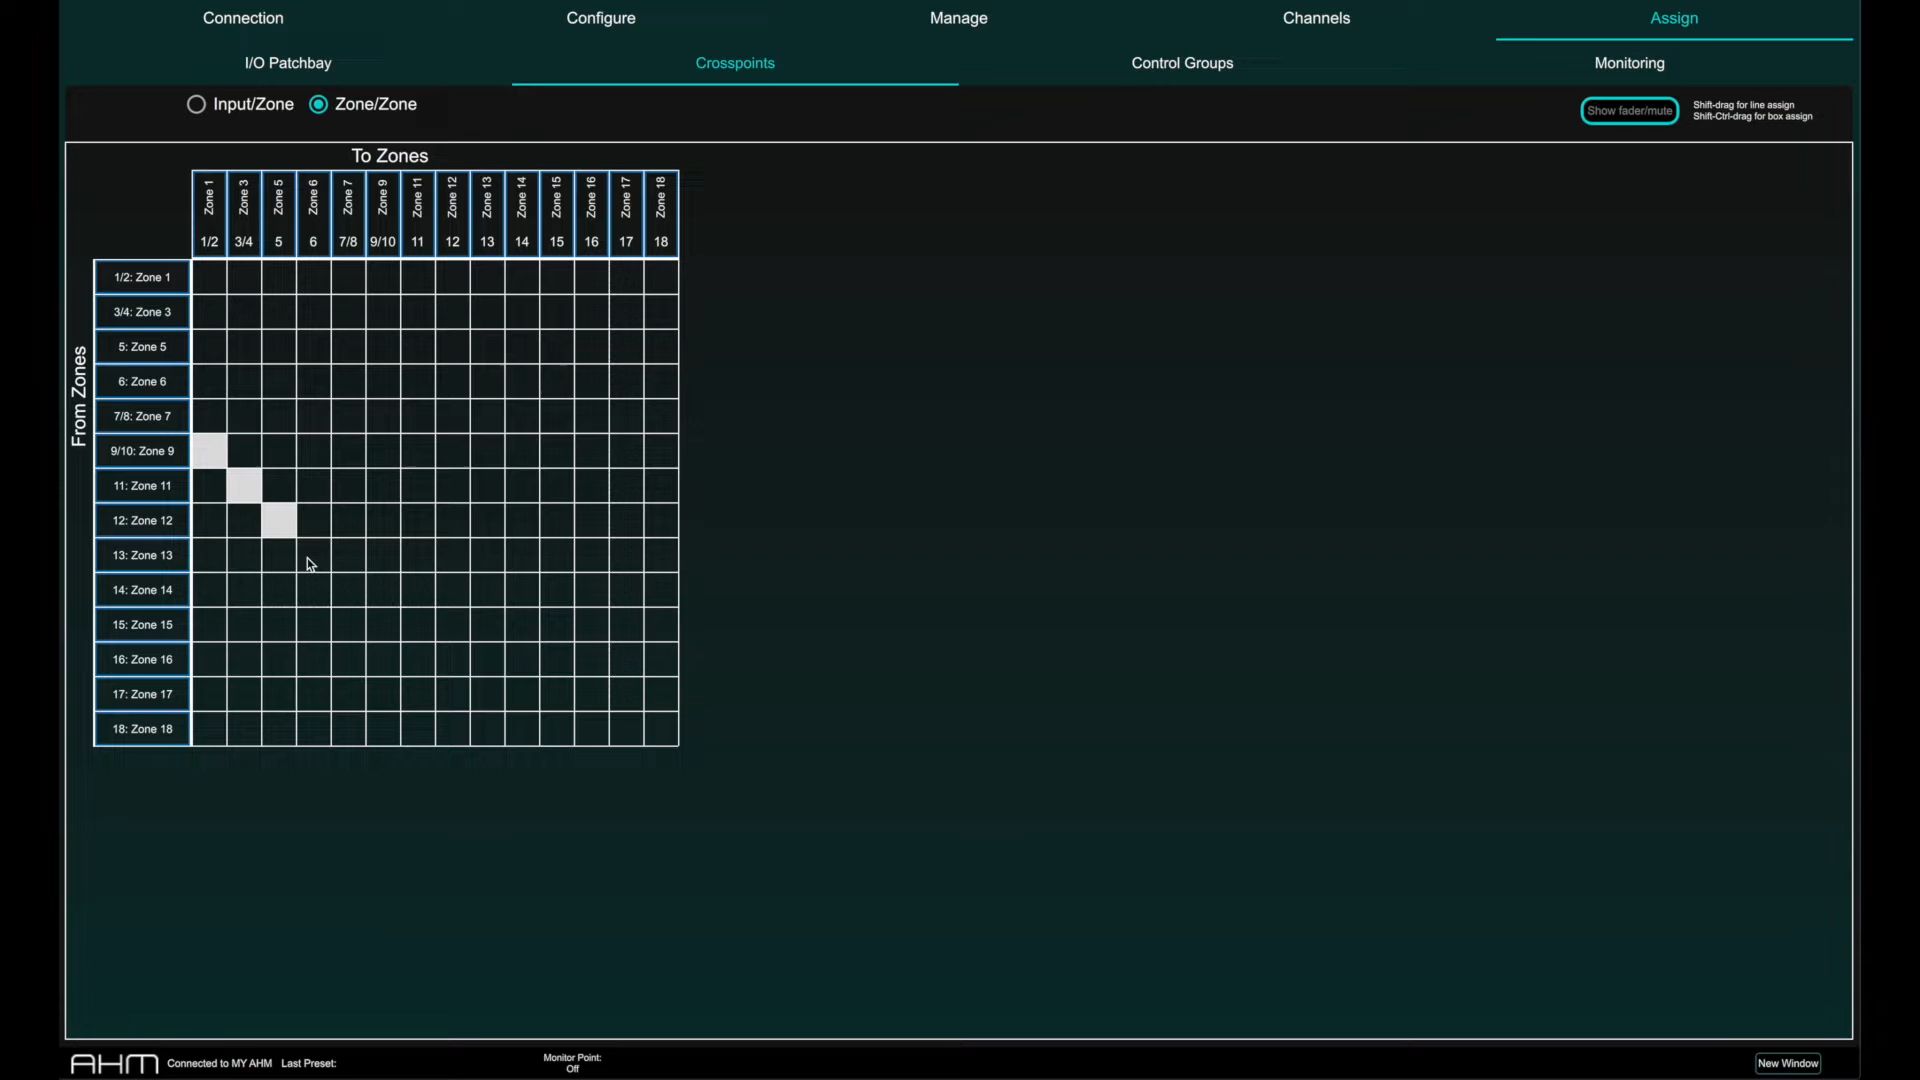 Connection
Configure
Manage
Channels
Assign
I/O Patchbay
Crosspoints
Control Groups
Monitoring
Input/Zone
Zone/Zone
Show fader/mute
Shift-drag for line assign
Shift-Ctrl-drag for box assign
To Zones
Zone 1
Zone 3
Zone 5
Zone 6
Zone 7
Zone 9
Zone 11
Zone 12
Zone 13
Zone 14
Zone 15
Zone 16
Zone 17
Zone 18
1/2
3/4
5
6
7/8
9/10
11
12
13
14
15
16
17
18
From Zones
1/2: Zone 1
3/4: Zone 3
5: Zone 5
6: Zone 6
7/8: Zone 7
9/10: Zone 9
11: Zone 11
12: Zone 12
13: Zone 13
14: Zone 14
15: Zone 15
16: Zone 16
17: Zone 17
18: Zone 18
AHM
Connected to MY AHM
Last Preset:
Monitor Point:
Off
New Window